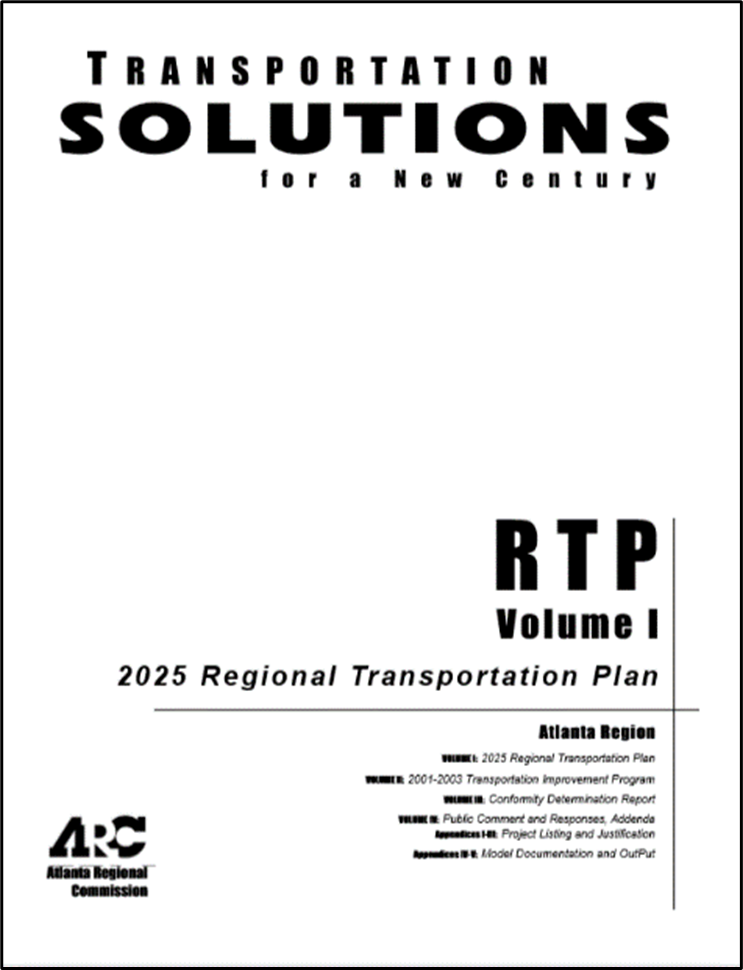 TRANSPORTATION
SOLUTIONS
for a New Century
RTP
Volume I
2025 Regional Transportation Plan
Atlanta Region
VOLUME I: 2025 Regional Transportation Plan
VOLUME II: 2001-2003 Transportation Improvement Program
VOLUME III: Conformity Determination Report
VOLUME IV: Public Comment and Responses, Addenda
Appendices I-III: Project Listing and Justification
Appendices IV-V: Model Documentation and OutPut
ARC
Atlanta Regional
Commission